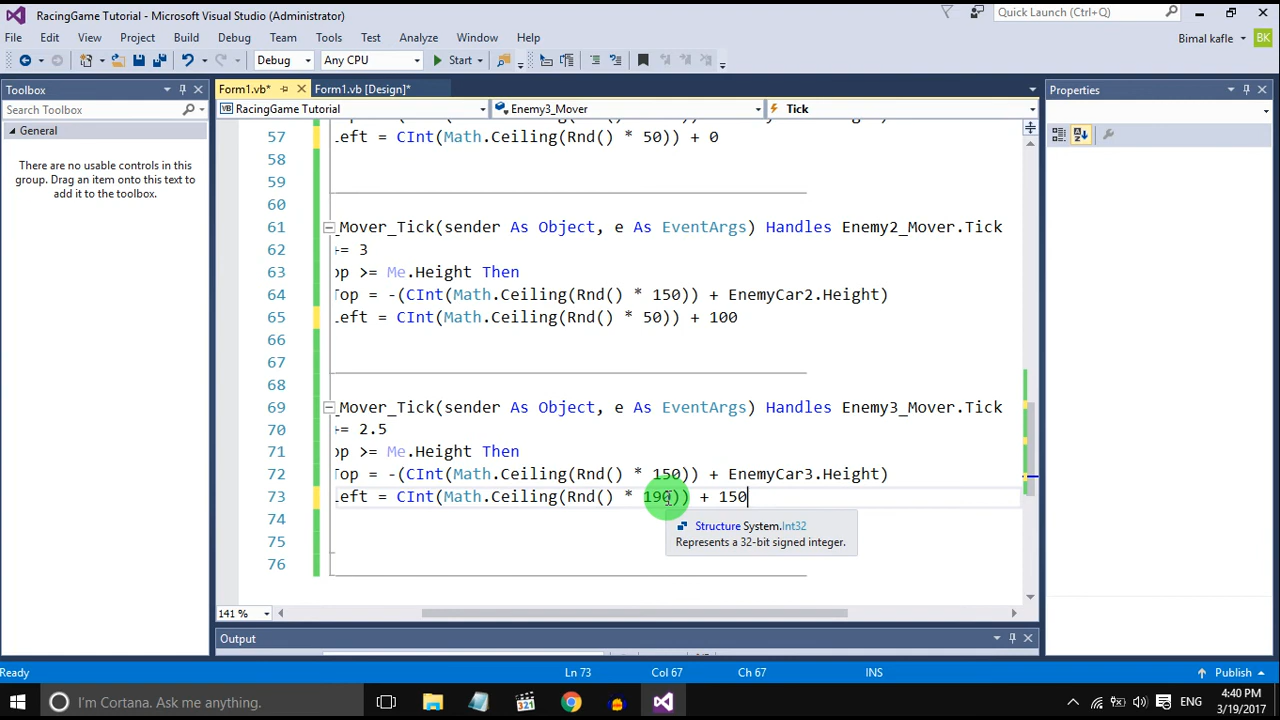 RacingGame Tutorial - Microsoft Visual Studio (Administrator)
Quick Launch (Ctrl+Q)
File Edit View Project Build Debug Team Tools Test Analyze Window Help
Bimal kafle BK
Debug Any CPU Start
Toolbox
Form1.vb* Form1.vb [Design]*
Properties
Search Toolbox
VB RacingGame Tutorial Enemy3_Mover Tick
General
There are no usable controls in this
group. Drag an item onto this text to
add it to the toolbox.
57 Left = CInt(Math.Ceiling(Rnd() * 50)) + 0
58
59
60
61 _Mover_Tick(sender As Object, e As EventArgs) Handles Enemy2_Mover.Tick
62 += 3
63 op >= Me.Height Then
64 Top = -(CInt(Math.Ceiling(Rnd() * 150)) + EnemyCar2.Height)
65 Left = CInt(Math.Ceiling(Rnd() * 50)) + 100
66
67
68
69 _Mover_Tick(sender As Object, e As EventArgs) Handles Enemy3_Mover.Tick
70 += 2.5
71 op >= Me.Height Then
72 Top = -(CInt(Math.Ceiling(Rnd() * 150)) + EnemyCar3.Height)
73 Left = CInt(Math.Ceiling(Rnd() * 190)) + 150
74
75
76
Structure System.Int32
Represents a 32-bit signed integer.
141 %
Output
Ready Ln 73 Col 67 Ch 67 INS Publish
I'm Cortana. Ask me anything.
321
ENG
4:40 PM
3/19/2017